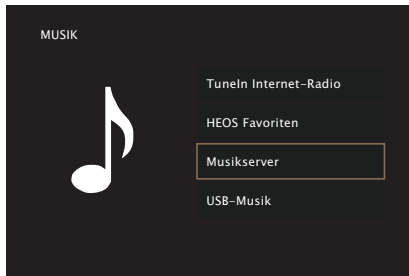 MUSIK
TuneIn Internet-Radio
HEOS Favoriten
Musikserver
USB-Musik